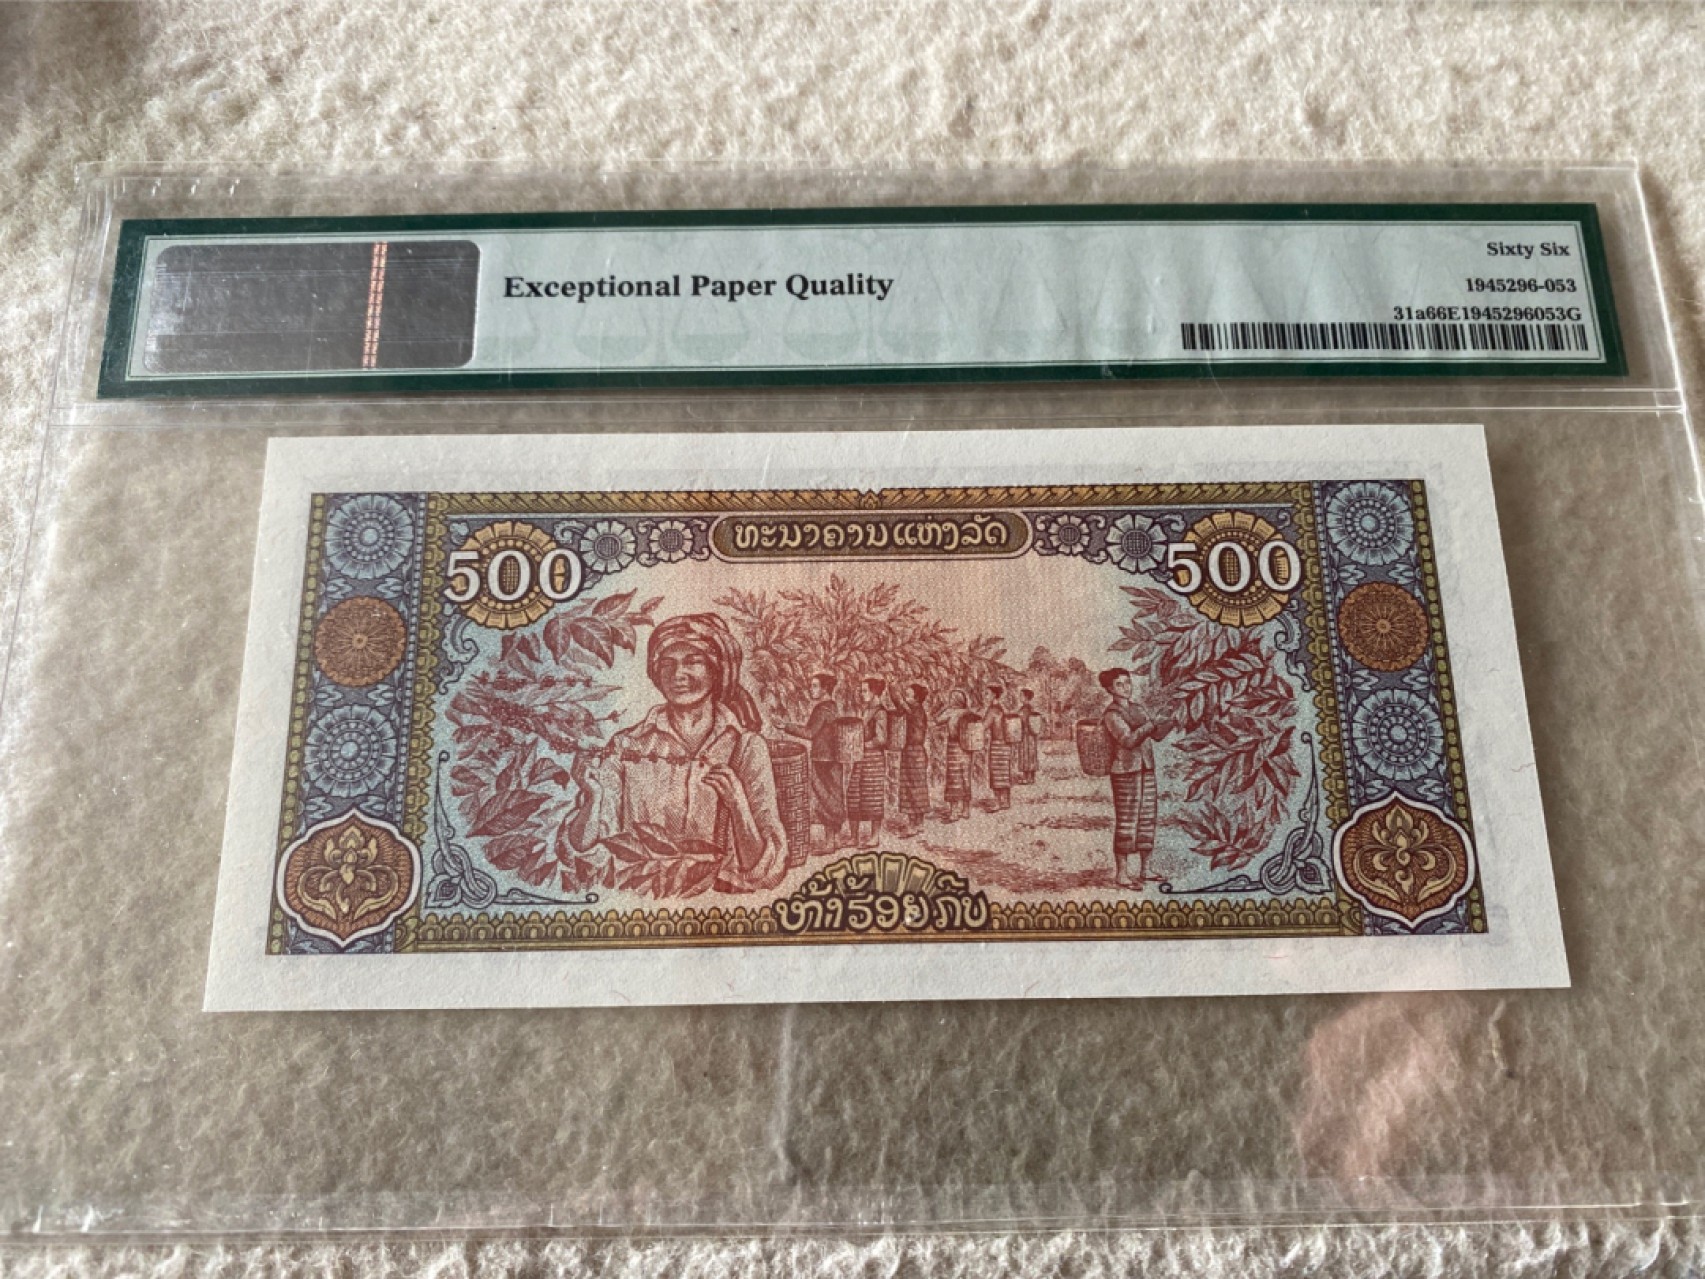 Sixty Six
Exceptional Paper Quality
1945296-053
31a66E1945296053G
ທະນາຄານແຫ່ງລັດ
500
500
ຫ້າຮ້ອຍກີບ